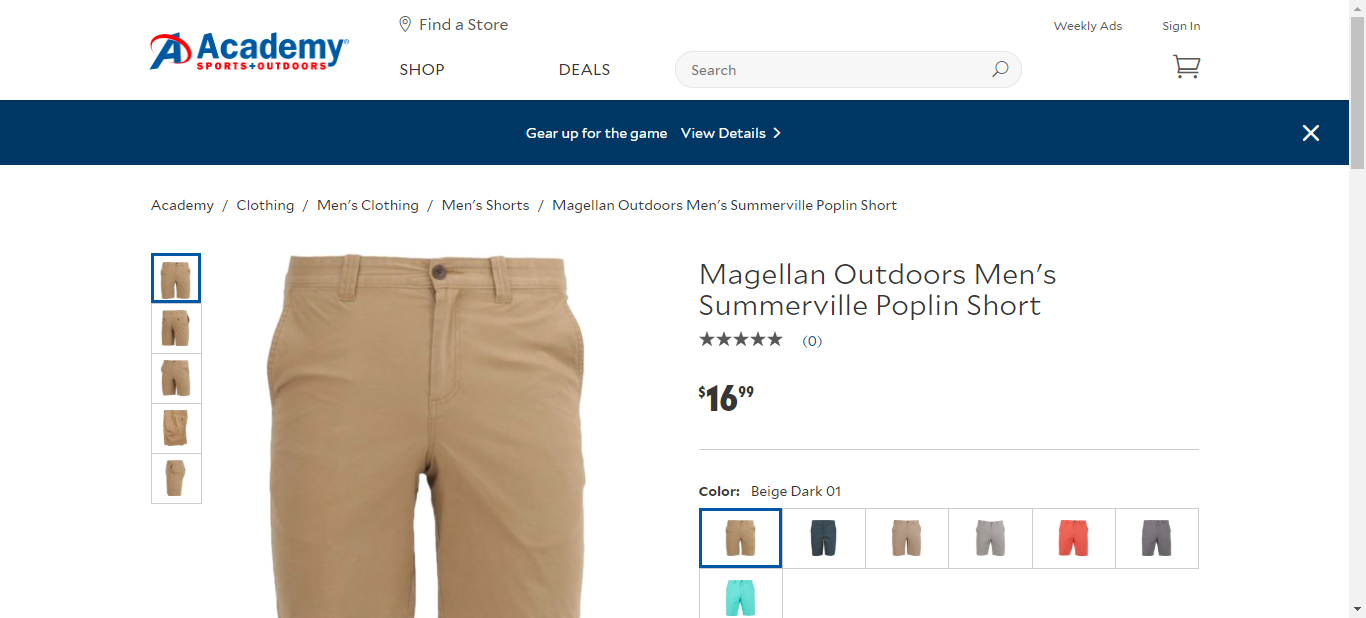 Find a Store
Weekly Ads
Sign In
Academy
SPORTS+OUTDOORS
SHOP
DEALS
Search
Gear up for the game View Details
Academy / Clothing / Men's Clothing / Men's Shorts / Magellan Outdoors Men's Summerville Poplin Short
Magellan Outdoors Men's
Summerville Poplin Short
(0)
$16 99
Color: Beige Dark 01